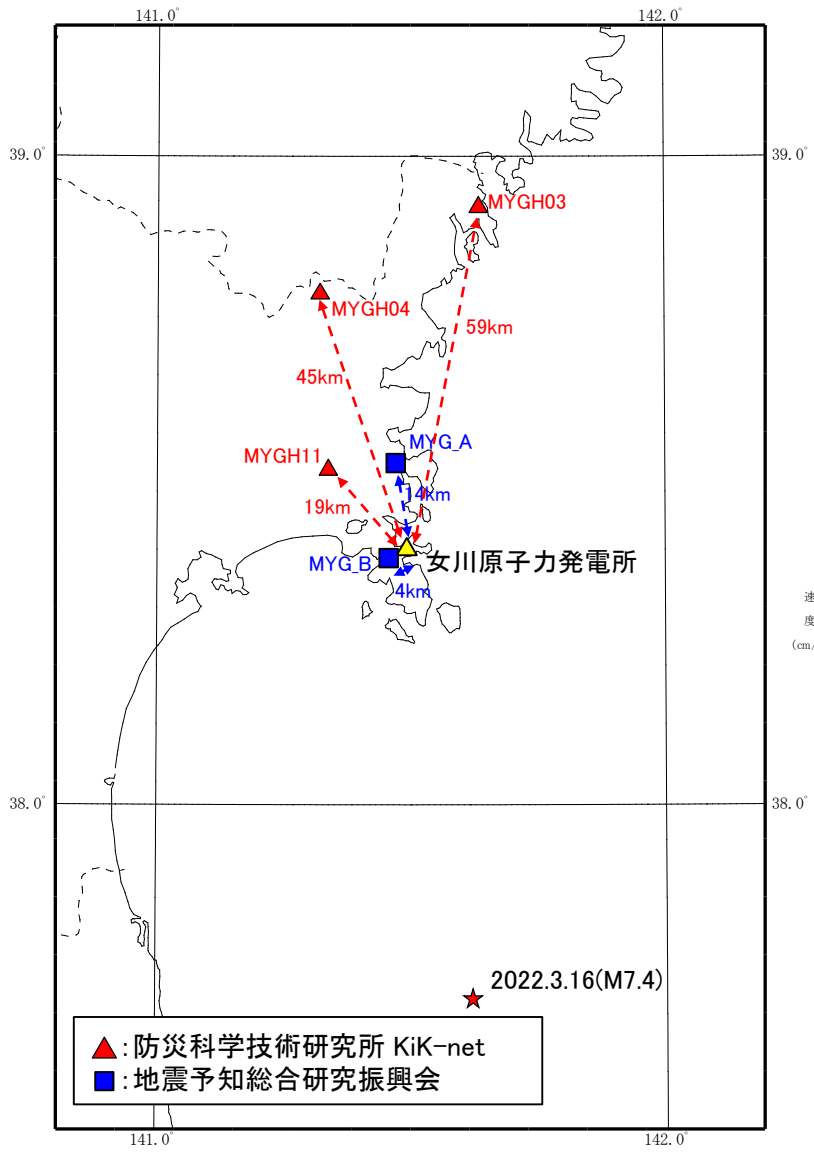 141.0°
142.0°
39.0°
39.0°
MYGH03
MYGH04
59km
45km
MYG_A
MYGH11
14km
19km
MYG_B
女川原子力発電所
4km
速
度
(cm/
38.0°
38.0°
2022.3.16(M7.4)
:防災科学技術研究所 KiK-net
:地震予知総合研究振興会
141.0°
142.0°